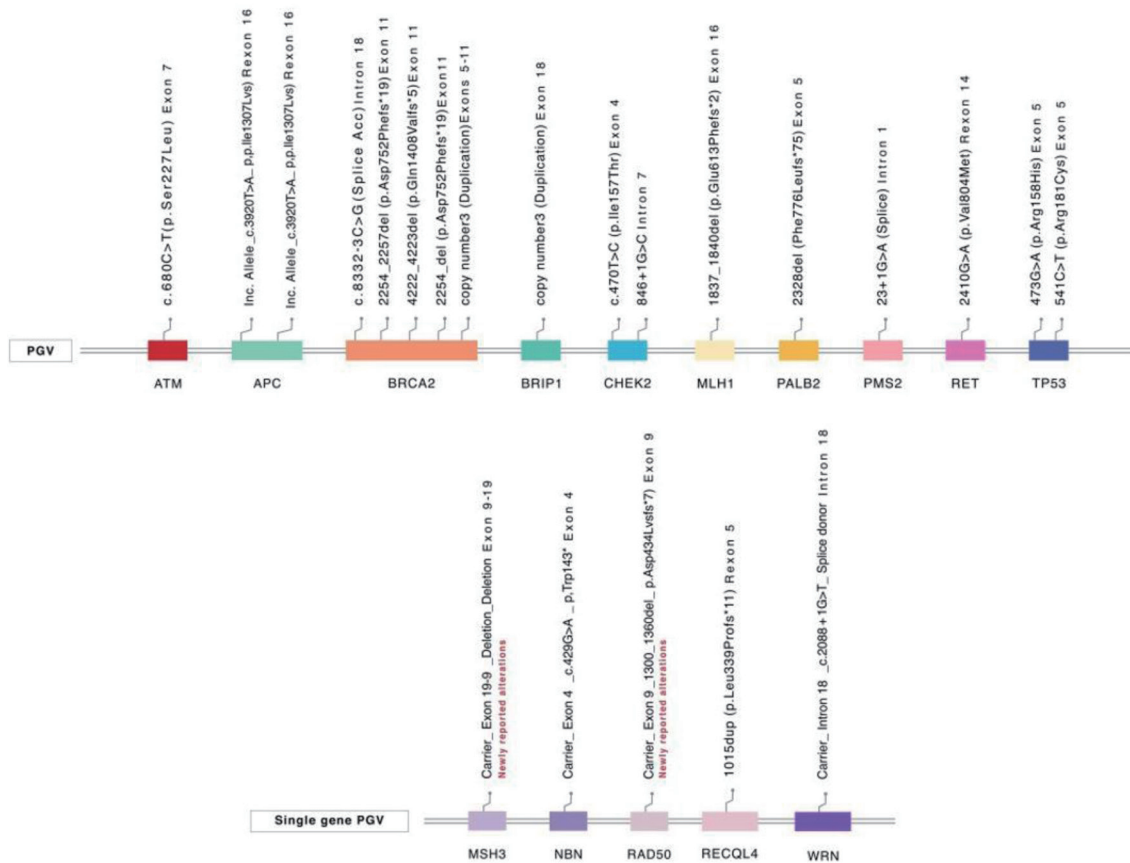 c.680C>T(p.Ser227Leu) Exon 7
Inc. Allele_c.3920T>A_ p,p.Ile1307Lvs) Rexon 16
Inc. Allele_c.3920T>A_ p,p.Ile1307Lvs) Rexon 16
c.8332-3C>G (Splice Acc) Intron 18
2254_2257del (p.Asp752Phefs*19) Exon 11
4222_4223del (p.Gln1408Valfs*5) Exon 11
2254_del (p.Asp752Phefs*19)Exon11
copy number3 (Duplication)Exons 5-11
copy number3 (Duplication) Exon 18
c.470T>C (p.Ile157Thr) Exon 4
846+1G>C Intron 7
1837_1840del (p.Glu613Phefs*2) Exon 16
2328del (Phe776Leufs*75) Exon 5
23+1G>A (Splice) Intron 1
2410G>A (p.Val804Met) Rexon 14
473G>A (p.Arg158His) Exon 5
541C>T (p.Arg181Cys) Exon 5
PGV
ATM
APC
BRCA2
BRIP1
CHEK2
MLH1
PALB2
PMS2
RET
TP53
Carrier_ Exon 19-9 _Deletion_Deletion Exon 9-19
Newly reported alterations
Carrier_ Exon 4 _c.429G>A _ p,Trp143* Exon 4
Carrier_ Exon 9 _1300_1360del_ p.Asp434Lvsfs*7) Exon 9
Newly reported alterations
1015dup (p.Leu339Profs*11) Rexon 5
Carrier_ Intron 18 _c.2088+1G>T_ Splice donor Intron 18
Single gene PGV
MSH3
NBN
RAD50
RECQL4
WRN